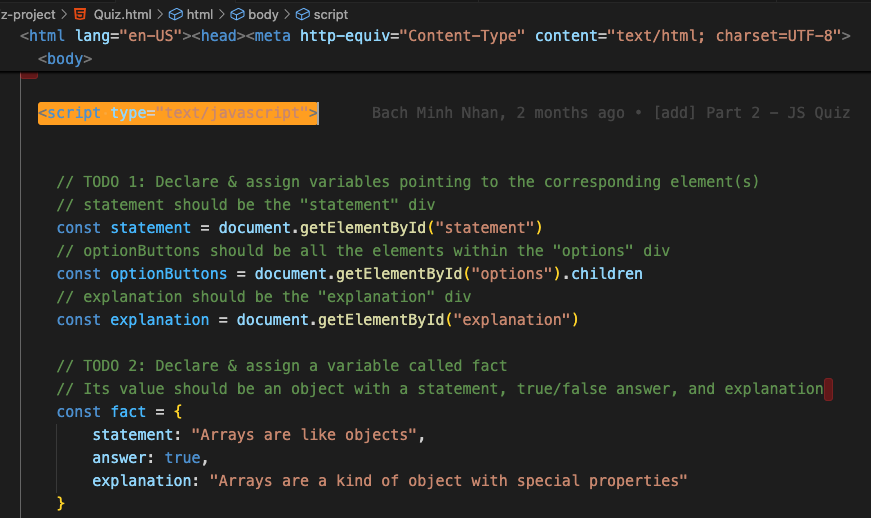 z-project > Quiz.html > html > body > script
<html lang="en-US"><head><meta http-equiv="Content-Type" content="text/html; charset=UTF-8">
<body>
<script type="text/javascript"> Bach Minh Nhan, 2 months ago • [add] Part 2 – JS Quiz
// TODO 1: Declare & assign variables pointing to the corresponding element(s)
// statement should be the "statement" div
const statement = document.getElementById("statement")
// optionButtons should be all the elements within the "options" div
const optionButtons = document.getElementById("options").children
// explanation should be the "explanation" div
const explanation = document.getElementById("explanation")
// TODO 2: Declare & assign a variable called fact
// Its value should be an object with a statement, true/false answer, and explanation
const fact = {
statement: "Arrays are like objects",
answer: true,
explanation: "Arrays are a kind of object with special properties"
}